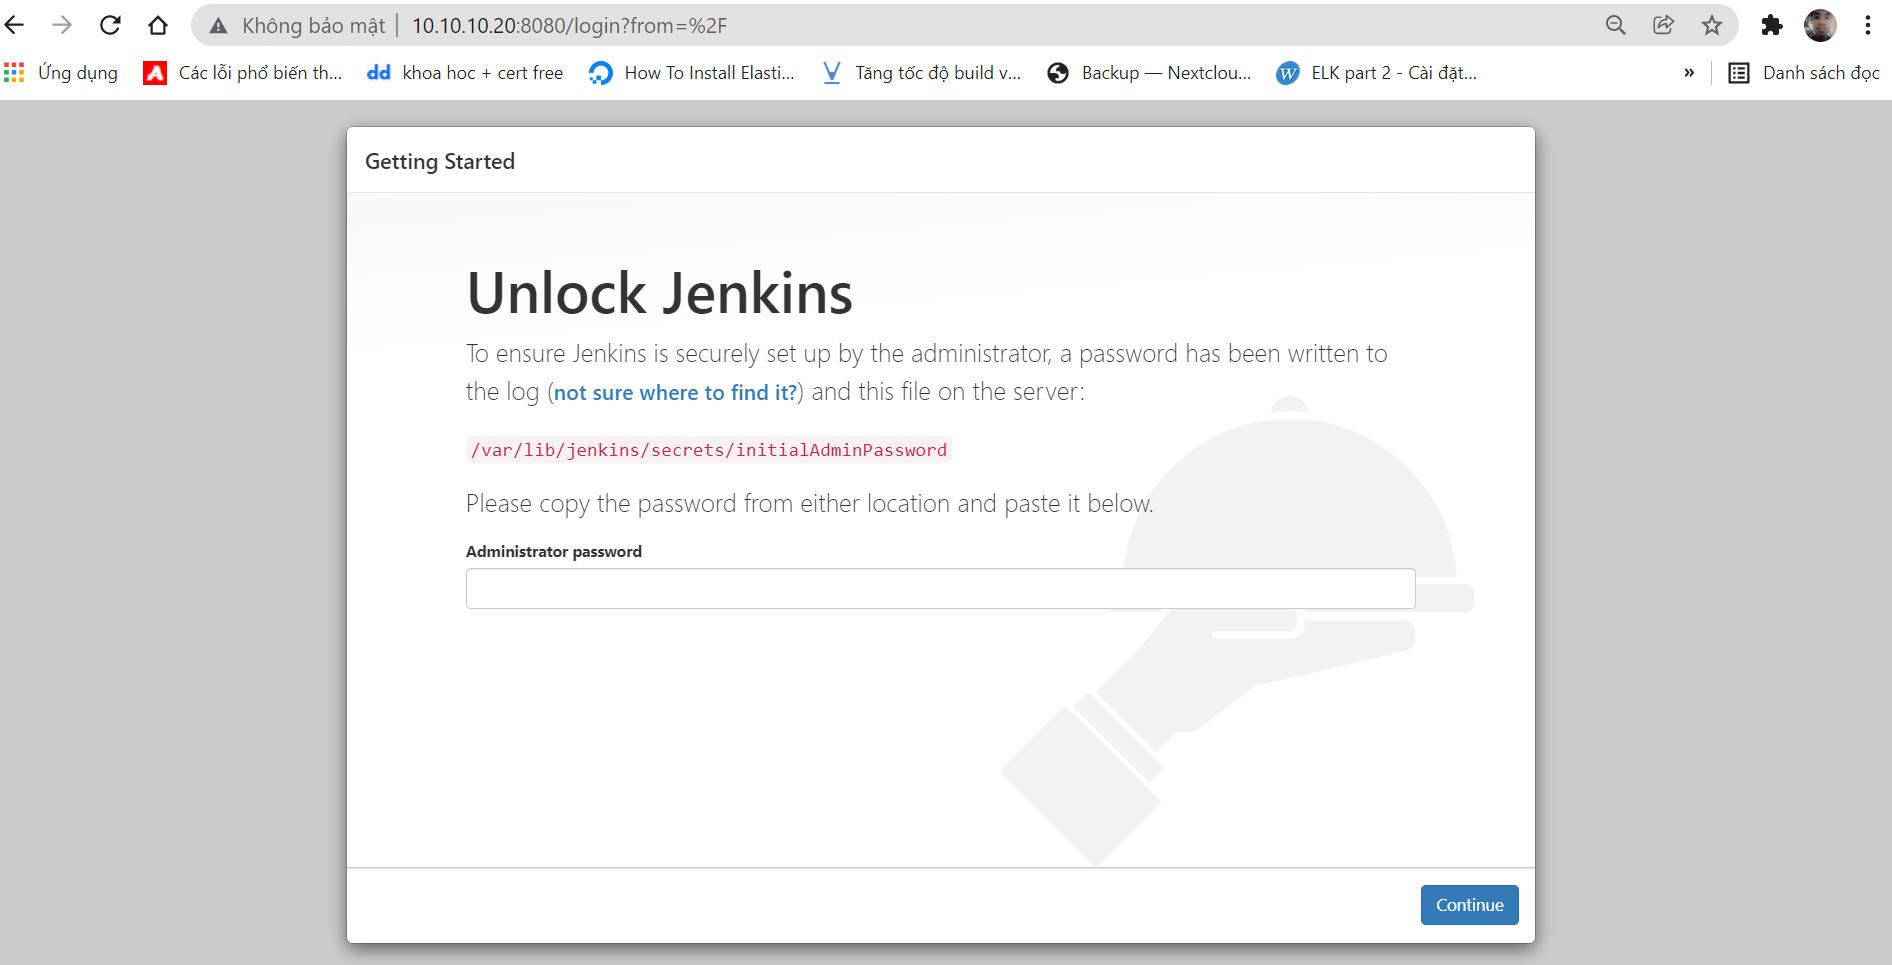 Không bảo mật | 10.10.10.20:8080/login?from=%2F
Ứng dụng A Các lỗi phổ biến th... dd khoa hoc + cert free How To Install Elasti... Tăng tốc độ build v... Backup — Nextclou... W ELK part 2 - Cài đặt... » Danh sách đọc
Getting Started
Unlock Jenkins
To ensure Jenkins is securely set up by the administrator, a password has been written to
the log (not sure where to find it?) and this file on the server:
/var/lib/jenkins/secrets/initialAdminPassword
Please copy the password from either location and paste it below.
Administrator password
Continue